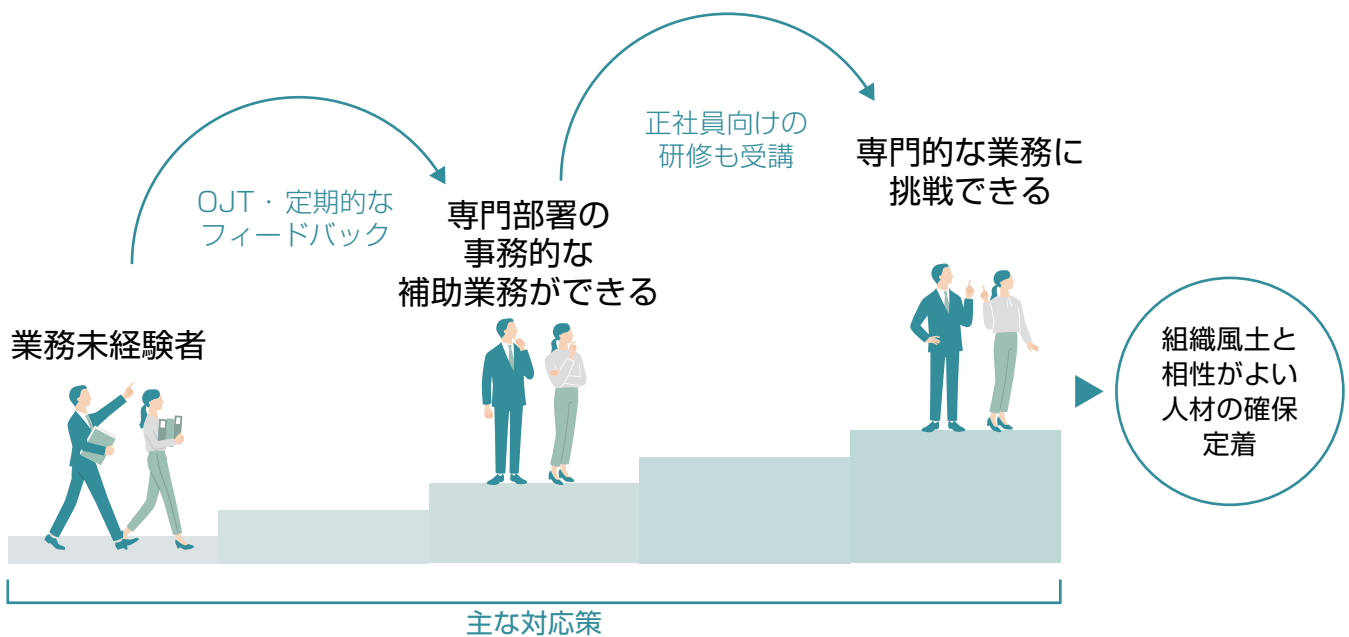 業務未経験者
OJT・定期的な
フィードバック
専門部署の
事務的な
補助業務ができる
正社員向けの
研修も受講
専門的な業務に
挑戦できる
組織風土と
相性がよい
人材の確保
定着
主な対応策